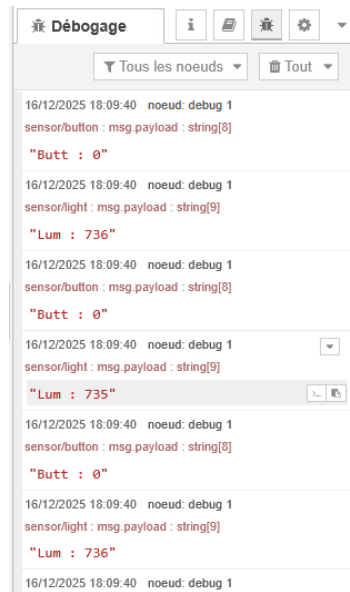 Débogage
Tous les noeuds
Tout
16/12/2025 18:09:40 noeud: debug 1
sensor/button : msg.payload : string[8]
"Butt : 0"
16/12/2025 18:09:40 noeud: debug 1
sensor/light : msg.payload : string[9]
"Lum : 736"
16/12/2025 18:09:40 noeud: debug 1
sensor/button : msg.payload : string[8]
"Butt : 0"
16/12/2025 18:09:40 noeud: debug 1
sensor/light : msg.payload : string[9]
"Lum : 735"
16/12/2025 18:09:40 noeud: debug 1
sensor/button : msg.payload : string[8]
"Butt : 0"
16/12/2025 18:09:40 noeud: debug 1
sensor/light : msg.payload : string[9]
"Lum : 736"
16/12/2025 18:09:40 noeud: debug 1